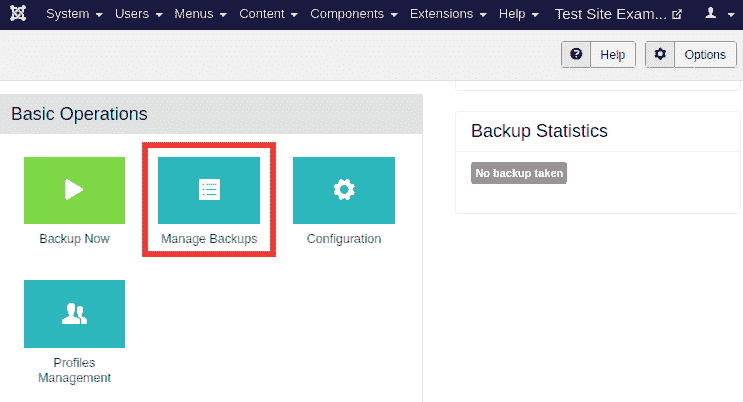 System Users Menus Content Components Extensions Help Test Site Exam...
Help Options
Basic Operations
Backup Statistics
No backup taken
Backup Now Manage Backups Configuration
Profiles
Management